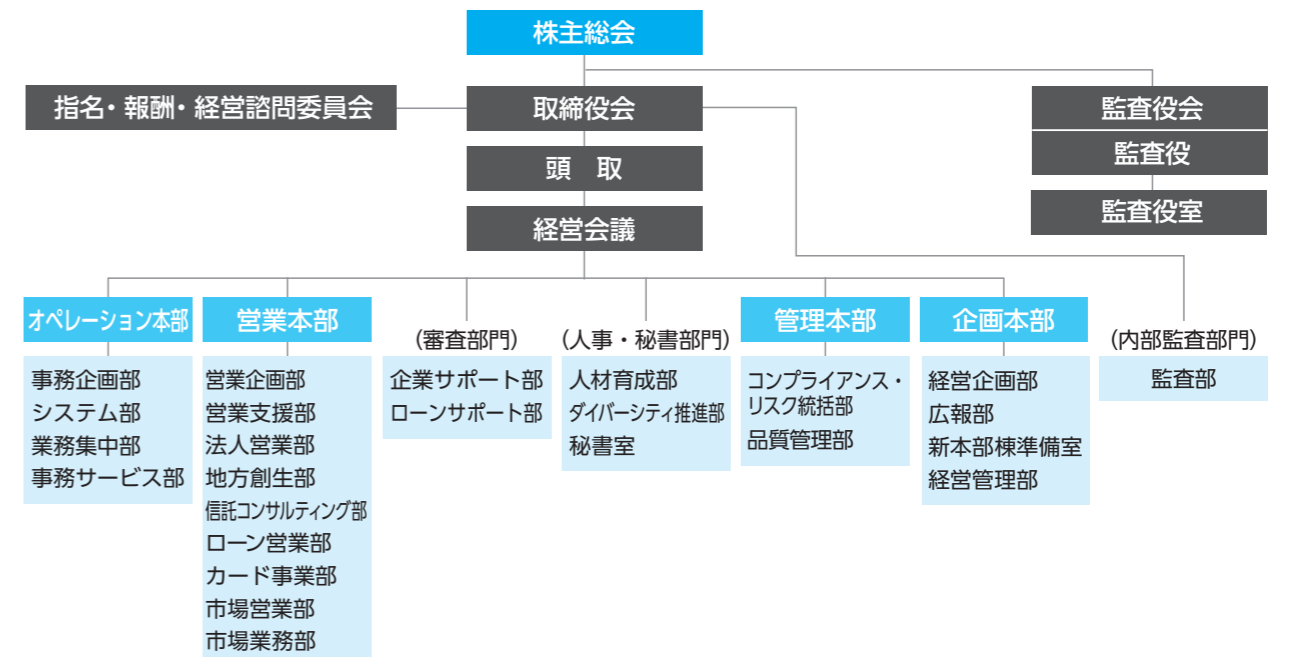 株主総会
指名・報酬・経営諮問委員会
取締役会
監査役会
監査役
頭　取
監査役室
経営会議
オペレーション本部
事務企画部
システム部
業務集中部
事務サービス部
営業本部
営業企画部
営業支援部
法人営業部
地方創生部
信託コンサルティング部
ローン営業部
カード事業部
市場営業部
市場業務部
(審査部門)
企業サポート部
ローンサポート部
(人事・秘書部門)
人材育成部
ダイバーシティ推進部
秘書室
管理本部
コンプライアンス・
リスク統括部
品質管理部
企画本部
経営企画部
広報部
新本部棟準備室
経営管理部
(内部監査部門)
監査部